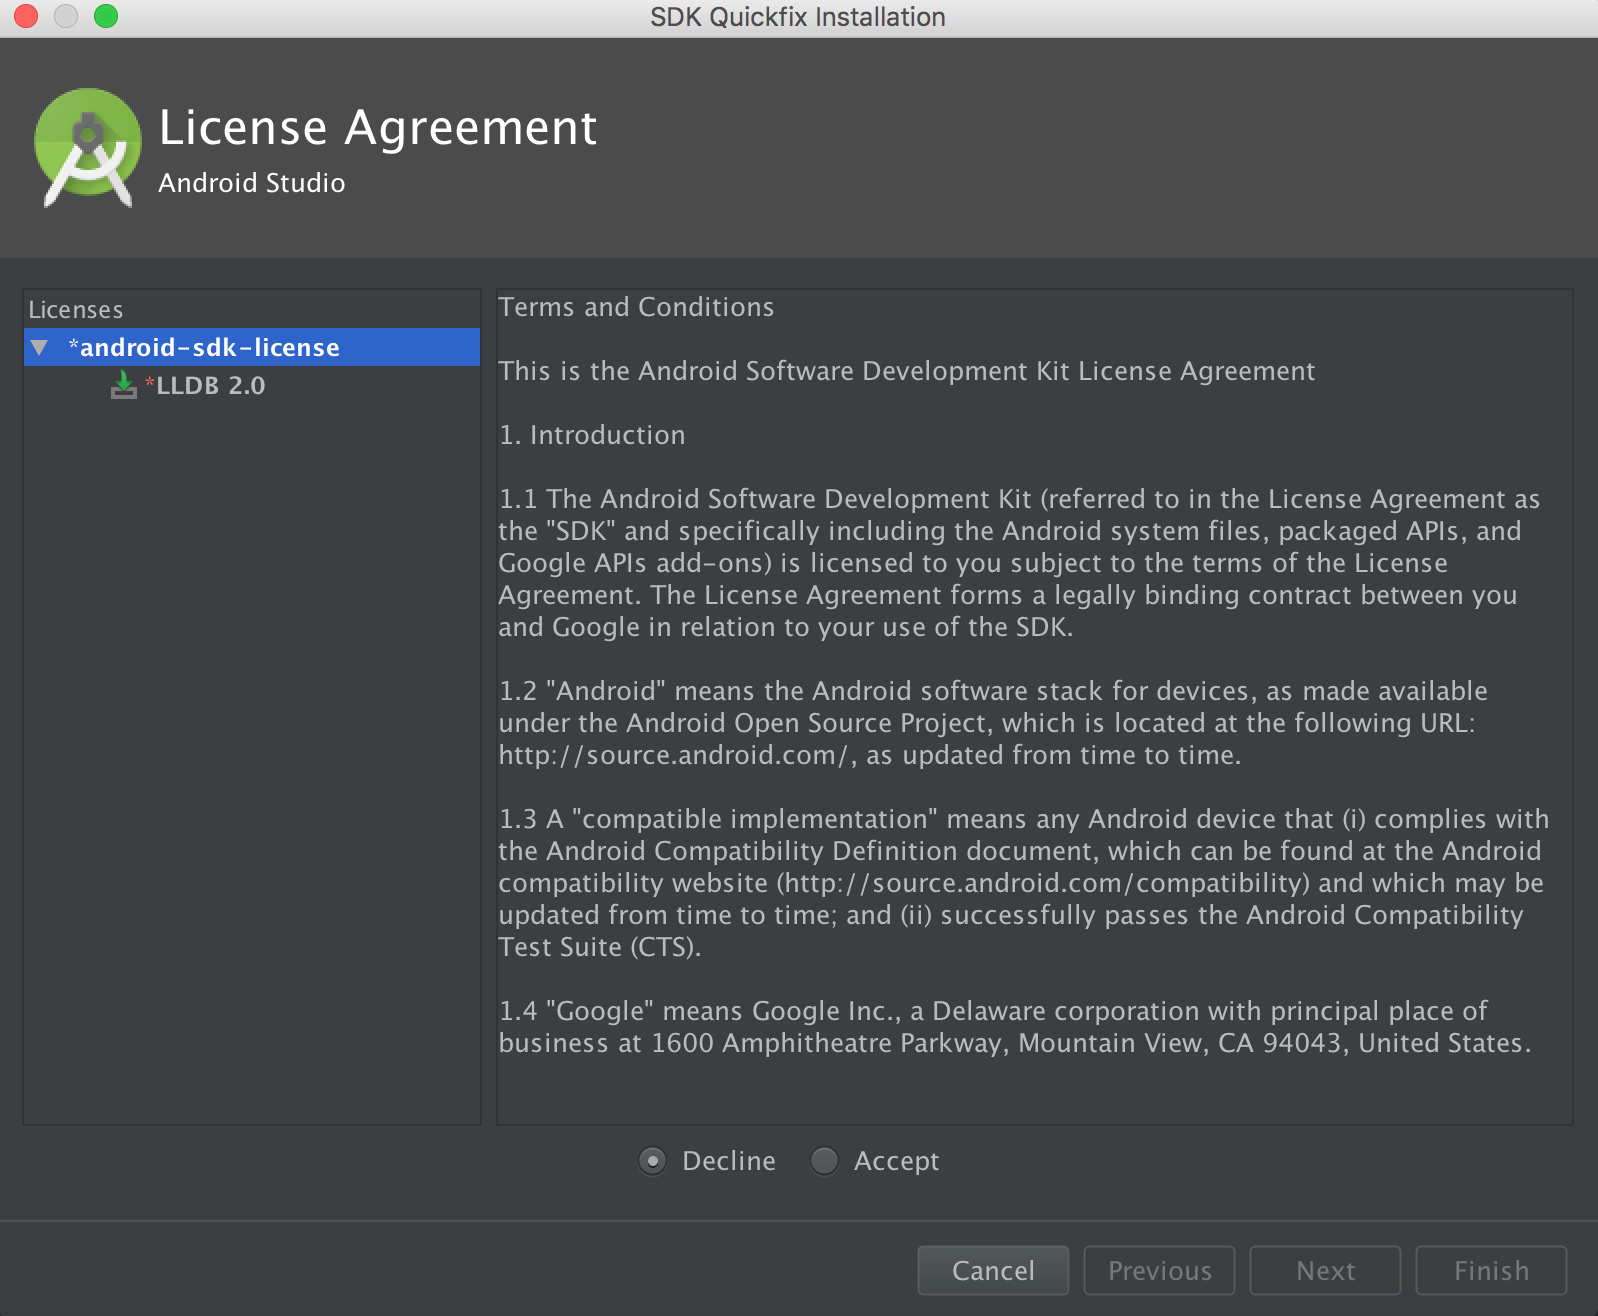 SDK Quickfix Installation
License Agreement
Android Studio
Licenses
*android-sdk-license
*LLDB 2.0
Terms and Conditions
This is the Android Software Development Kit License Agreement
1. Introduction
1.1 The Android Software Development Kit (referred to in the License Agreement as
the "SDK" and specifically including the Android system files, packaged APIs, and
Google APIs add-ons) is licensed to you subject to the terms of the License
Agreement. The License Agreement forms a legally binding contract between you
and Google in relation to your use of the SDK.
1.2 "Android" means the Android software stack for devices, as made available
under the Android Open Source Project, which is located at the following URL:
http://source.android.com/, as updated from time to time.
1.3 A "compatible implementation" means any Android device that (i) complies with
the Android Compatibility Definition document, which can be found at the Android
compatibility website (http://source.android.com/compatibility) and which may be
updated from time to time; and (ii) successfully passes the Android Compatibility
Test Suite (CTS).
1.4 "Google" means Google Inc., a Delaware corporation with principal place of
business at 1600 Amphitheatre Parkway, Mountain View, CA 94043, United States.
Decline Accept
Cancel Previous Next Finish